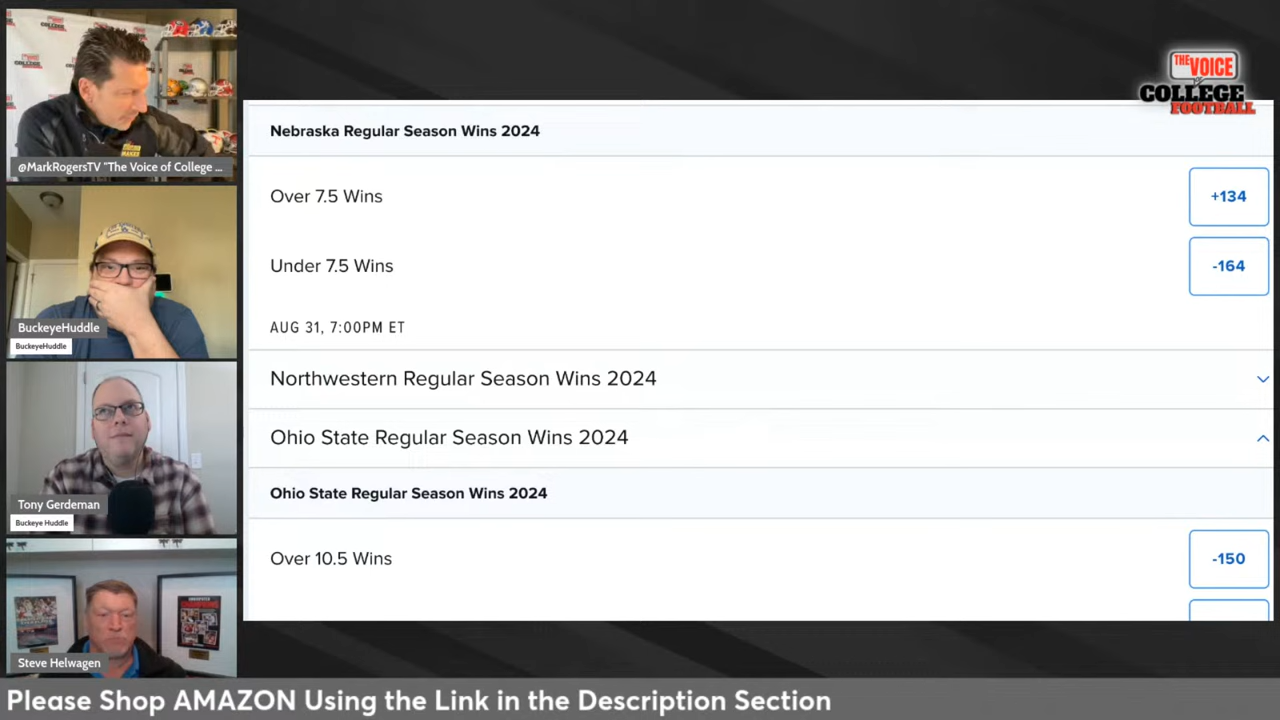 THE VOICE
OF
COLLEGE
FOOTBALL
@MarkRogersTV "The Voice of College ...
BuckeyeHuddle
BuckeyeHuddle
Tony Gerdeman
Buckeye Huddle
Steve Helwagen
Nebraska Regular Season Wins 2024
Over 7.5 Wins
+134
Under 7.5 Wins
-164
AUG 31, 7:00PM ET
Northwestern Regular Season Wins 2024
Ohio State Regular Season Wins 2024
Ohio State Regular Season Wins 2024
Over 10.5 Wins
-150
Please Shop AMAZON Using the Link in the Description Section